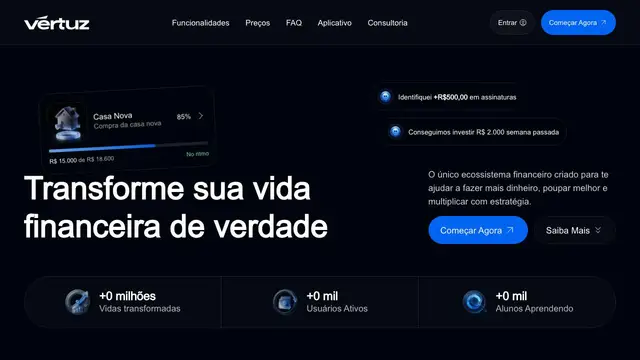 vértuz
Funcionalidades
Preços
FAQ
Aplicativo
Consultoria
Entrar
Começar Agora
Casa Nova
Compra da casa nova
85%
R$ 15.000 de R$ 18.600
No ritmo
Identifiquei +R$500,00 em assinaturas
Conseguimos investir R$ 2.000 semana passada
Transforme sua vida
financeira de verdade
O único ecossistema financeiro criado para te
ajudar a fazer mais dinheiro, poupar melhor e
multiplicar com estratégia.
Começar Agora
Saiba Mais
+0 milhões
Vidas transformadas
+0 mil
Usuários Ativos
+0 mil
Alunos Aprendendo